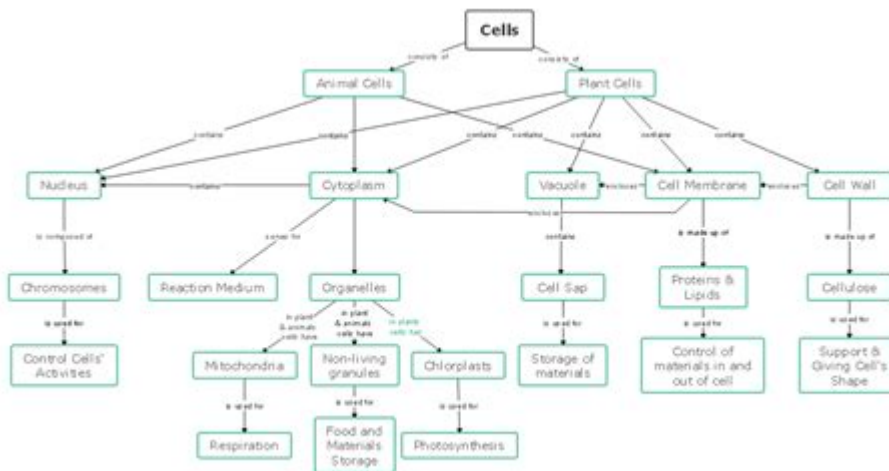 Cells
consists of
consists of
Animal Cells
Plant Cells
contains
contains
contains
contains
contains
contains
contains
Nucleus
Cytoplasm
Vacuole
Cell Membrane
Cell Wall
contains
encloses
encloses
encloses
is composed of
serves for
contains
is made up of
is made up of
Chromosomes
Reaction Medium
Organelles
Cell Sap
Proteins &
Lipids
Cellulose
is used for
in plant
& animals
cells have
in plant
& animals
cells have
in plants
is used for
is used for
is used for
Control Cells'
Activities
Mitochondria
Non-living
granules
Chlorplasts
Storage of
materials
Control of
materials in and
out of cell
Support &
Giving Cell's
Shape
is used for
is used for
is used for
Respiration
Food and
Materials
Storage
Photosynthesis